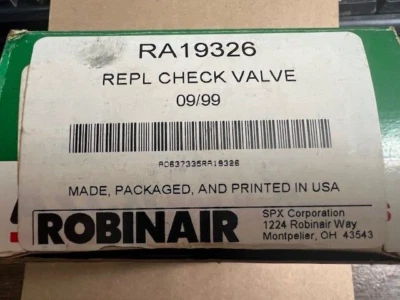 RA19326
REPL CHECK VALVE
09/99
AD637335RA19326
MADE, PACKAGED, AND PRINTED IN USA
ROBINAIR
SPX Corporation
1224 Robinair Way
Montpelier, OH 43543